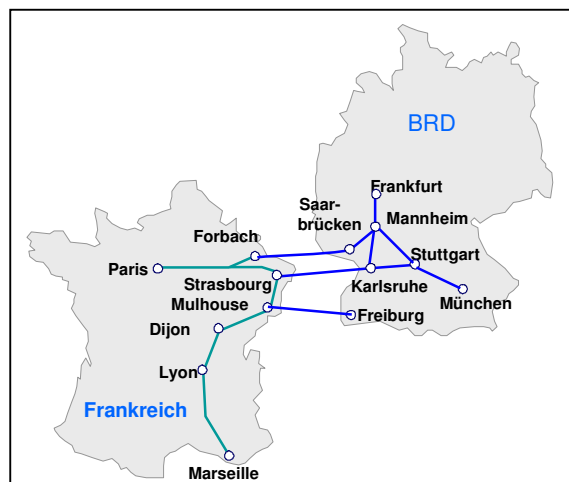 BRD
Frankfurt
Saar-
brücken
Mannheim
Forbach
Stuttgart
Paris
Strasbourg
Karlsruhe
Mulhouse
München
Freiburg
Dijon
Lyon
Frankreich
Marseille